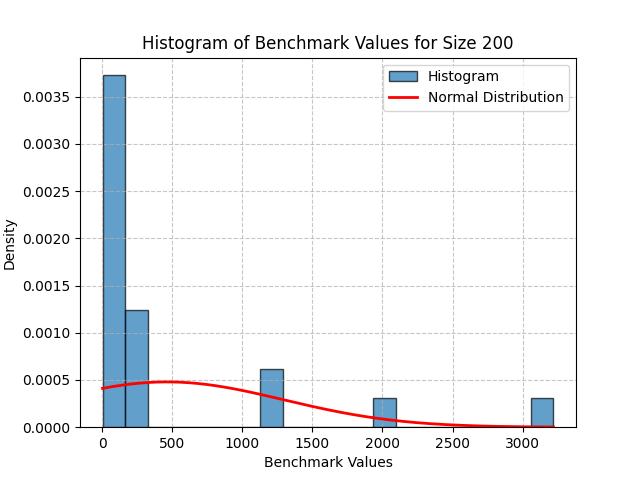 Histogram of Benchmark Values for Size 200
Histogram
Normal Distribution
Density
0.0035
0.0030
0.0025
0.0020
0.0015
0.0010
0.0005
0.0000
0 500 1000 1500 2000 2500 3000
Benchmark Values